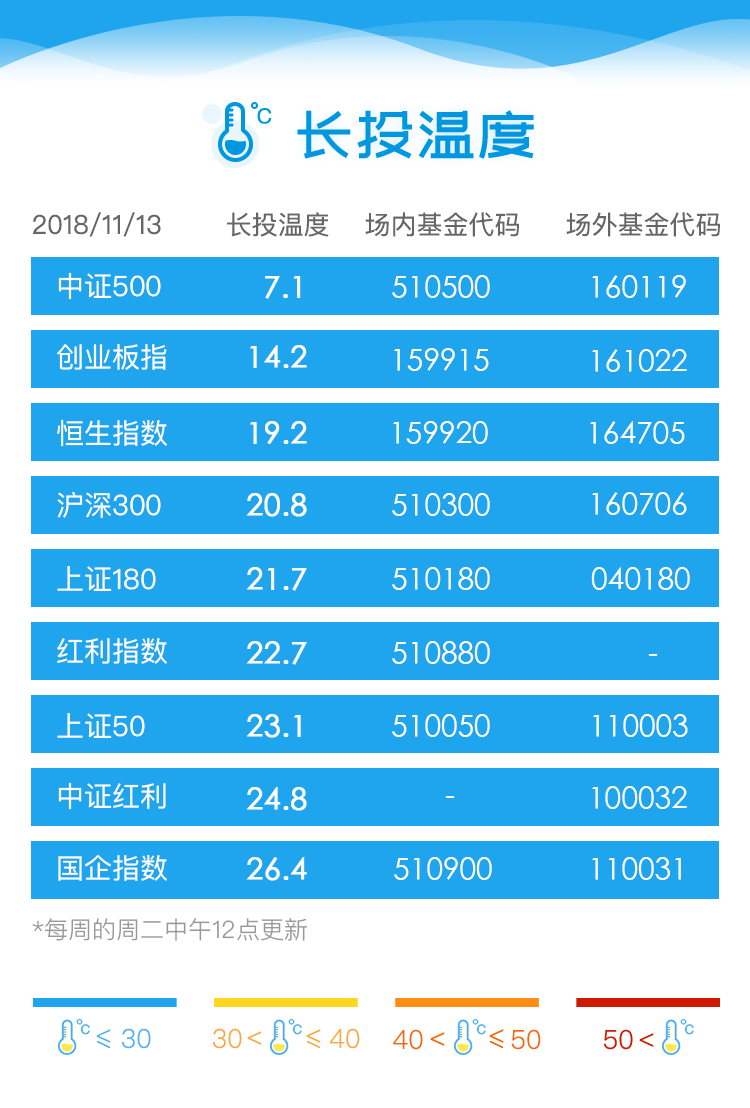 °C 长投温度
2018/11/13 长投温度 场内基金代码 场外基金代码
中证500 7.1 510500 160119
创业板指 14.2 159915 161022
恒生指数 19.2 159920 164705
沪深300 20.8 510300 160706
上证180 21.7 510180 040180
红利指数 22.7 510880 -
上证50 23.1 510050 110003
中证红利 24.8 - 100032
国企指数 26.4 510900 110031
*每周的周二中午12点更新
°C ≤ 30 30 < °C ≤ 40 40 < °C ≤ 50 50 < °C